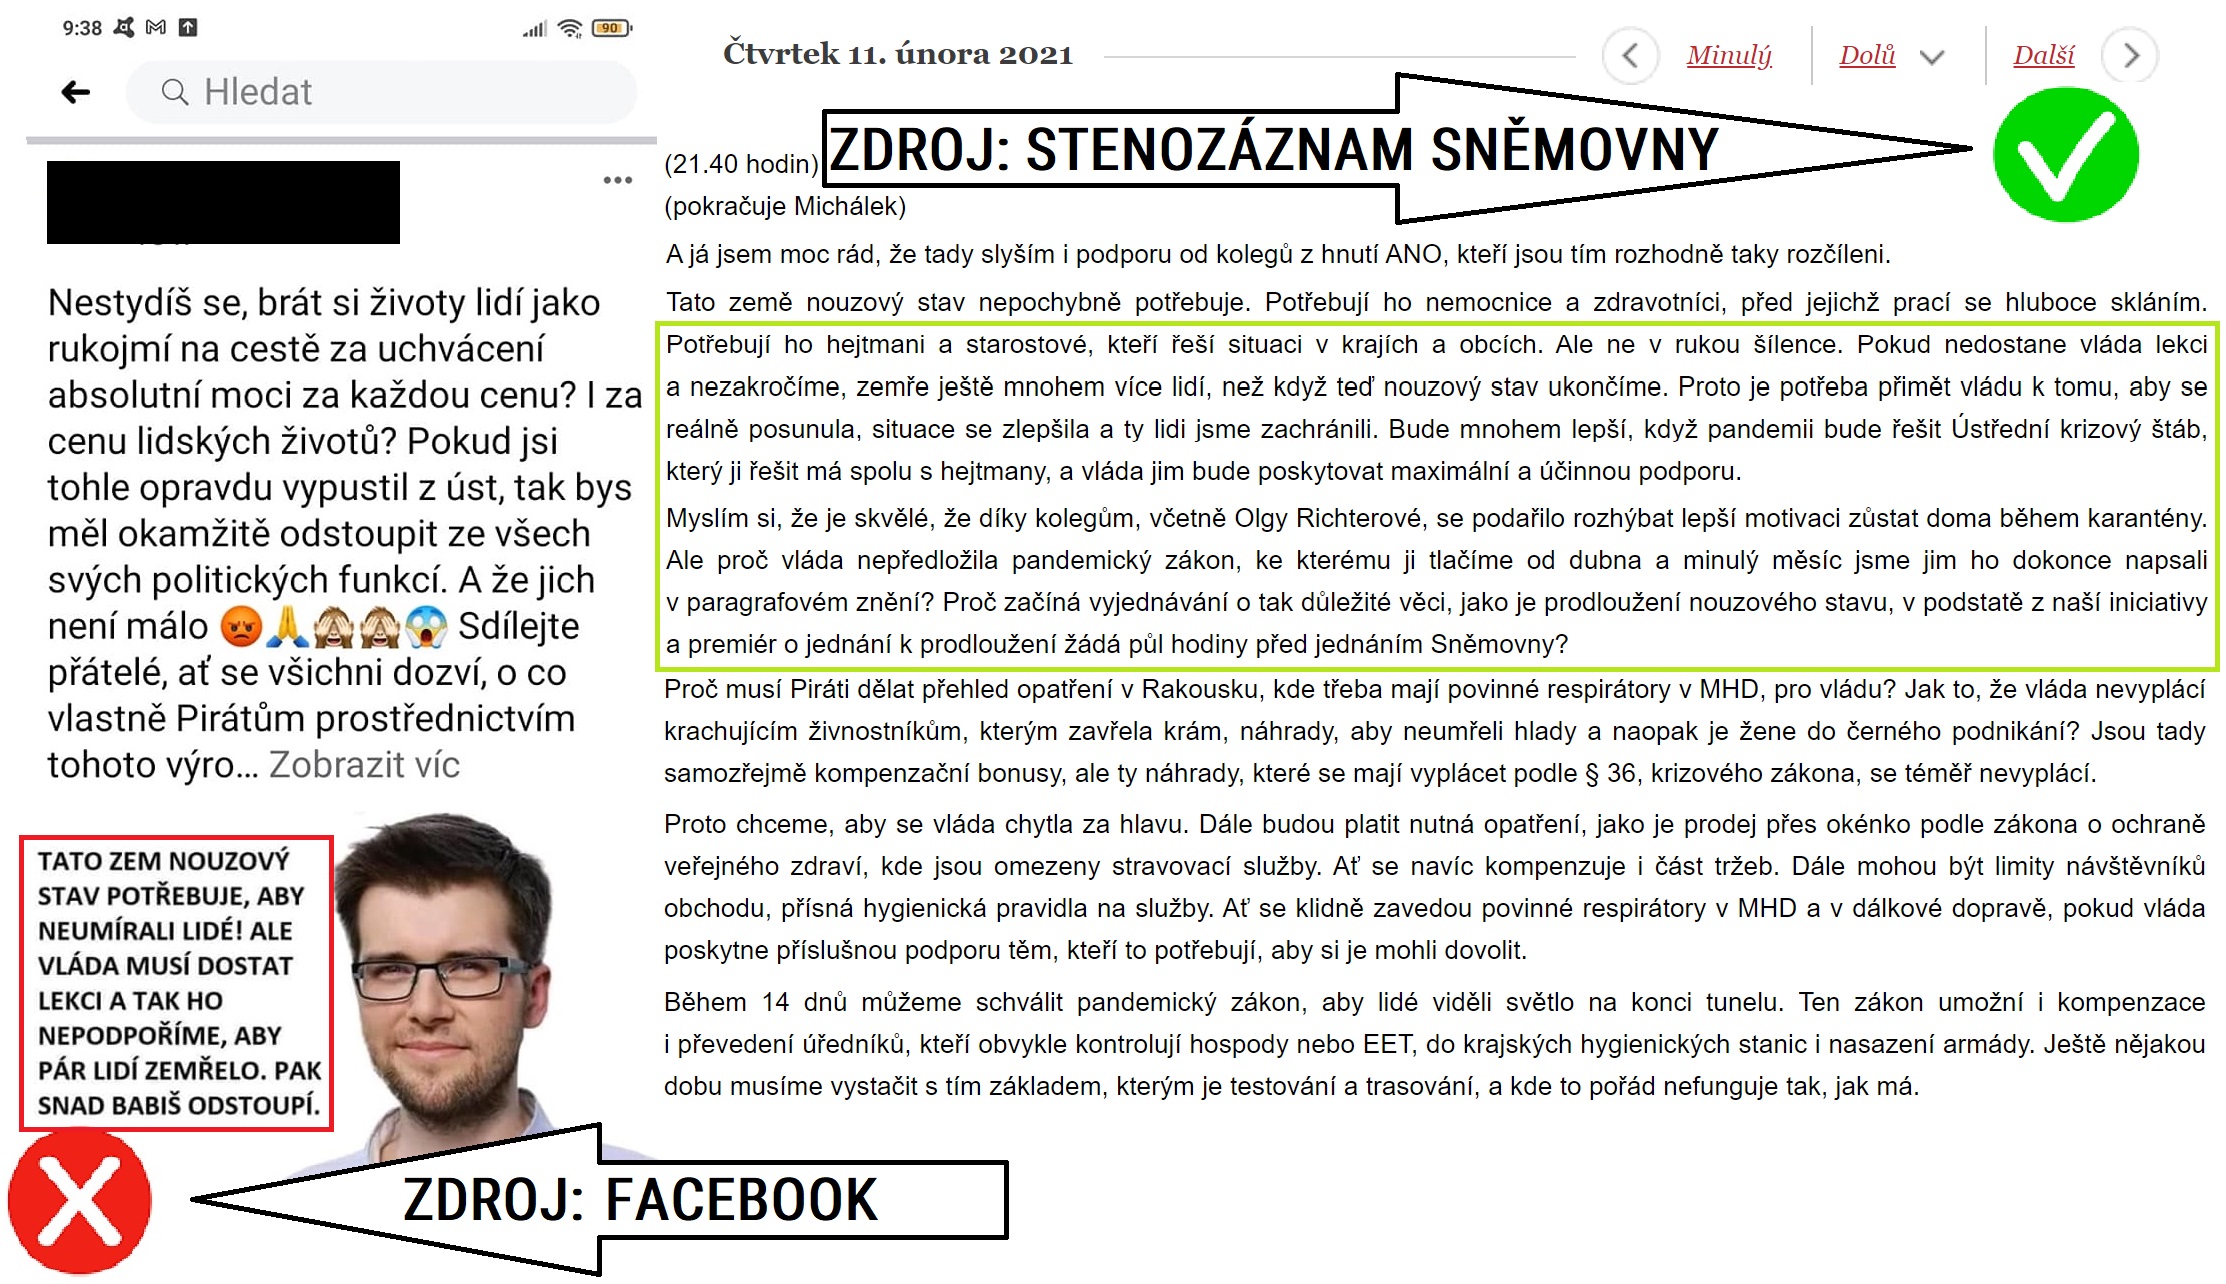 9:38
90
Hledat
Nestydíš se, brát si životy lidí jako
rukojmí na cestě za uchvácení
absolutní moci za každou cenu? I za
cenu lidských životů? Pokud jsi
tohle opravdu vypustil z úst, tak bys
měl okamžitě odstoupit ze všech
svých politických funkcí. A že jich
není málo 😡🙏🙈🙈😱 Sdílejte
přátelé, ať se všichni dozví, o co
vlastně Pirátům prostřednictvím
tohoto výro... Zobrazit víc
TATO ZEM NOUZOVÝ
STAV POTŘEBUJE, ABY
NEUMÍRALI LIDÉ! ALE
VLÁDA MUSÍ DOSTAT
LEKCI A TAK HO
NEPODPOŘÍME, ABY
PÁR LIDÍ ZEMŘELO. PAK
SNAD BABIŠ ODSTOUPÍ.
ZDROJ: FACEBOOK
Čtvrtek 11. února 2021
Minulý
Dolů
Další
ZDROJ: STENOZÁZNAM SNĚMOVNY
(21.40 hodin)
(pokračuje Michálek)
A já jsem moc rád, že tady slyším i podporu od kolegů z hnutí ANO, kteří jsou tím rozhodně taky rozčíleni.
Tato země nouzový stav nepochybně potřebuje. Potřebují ho nemocnice a zdravotníci, před jejichž prací se hluboce skláním.
Potřebují ho hejtmani a starostové, kteří řeší situaci v krajích a obcích. Ale ne v rukou šílence. Pokud nedostane vláda lekci
a nezakročíme, zemře ještě mnohem více lidí, než když teď nouzový stav ukončíme. Proto je potřeba přimět vládu k tomu, aby se
reálně posunula, situace se zlepšila a ty lidi jsme zachránili. Bude mnohem lepší, když pandemii bude řešit Ústřední krizový štáb,
který ji řešit má spolu s hejtmany, a vláda jim bude poskytovat maximální a účinnou podporu.
Myslím si, že je skvělé, že díky kolegům, včetně Olgy Richterové, se podařilo rozhýbat lepší motivaci zůstat doma během karantény.
Ale proč vláda nepředložila pandemický zákon, ke kterému ji tlačíme od dubna a minulý měsíc jsme jim ho dokonce napsali
v paragrafovém znění? Proč začíná vyjednávání o tak důležité věci, jako je prodloužení nouzového stavu, v podstatě z naší iniciativy
a premiér o jednání k prodloužení žádá půl hodiny před jednáním Sněmovny?
Proč musí Piráti dělat přehled opatření v Rakousku, kde třeba mají povinné respirátory v MHD, pro vládu? Jak to, že vláda nevyplácí
krachujícím živnostníkům, kterým zavřela krám, náhrady, aby neumřeli hlady a naopak je žene do černého podnikání? Jsou tady
samozřejmě kompenzační bonusy, ale ty náhrady, které se mají vyplácet podle § 36, krizového zákona, se téměř nevyplácí.
Proto chceme, aby se vláda chytla za hlavu. Dále budou platit nutná opatření, jako je prodej přes okénko podle zákona o ochraně
veřejného zdraví, kde jsou omezeny stravovací služby. Ať se navíc kompenzuje i část tržeb. Dále mohou být limity návštěvníků
obchodu, přísná hygienická pravidla na služby. Ať se klidně zavedou povinné respirátory v MHD a v dálkové dopravě, pokud vláda
poskytne příslušnou podporu těm, kteří to potřebují, aby si je mohli dovolit.
Během 14 dnů můžeme schválit pandemický zákon, aby lidé viděli světlo na konci tunelu. Ten zákon umožní i kompenzace
i převedení úředníků, kteří obvykle kontrolují hospody nebo EET, do krajských hygienických stanic i nasazení armády. Ještě nějakou
dobu musíme vystačit s tím základem, kterým je testování a trasování, a kde to pořád nefunguje tak, jak má.